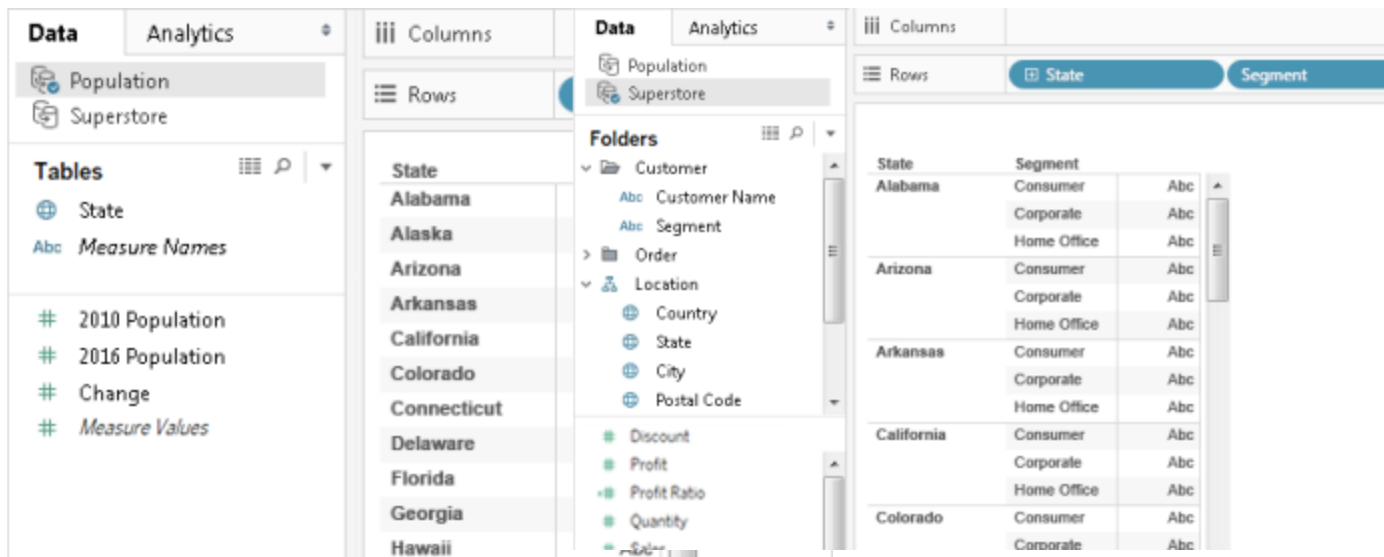 Data Analytics
Population
Superstore
Tables
State
Abc Measure Names
2010 Population
2016 Population
Change
Measure Values
Columns
Rows
State
Alabama
Alaska
Arizona
Arkansas
California
Colorado
Connecticut
Delaware
Florida
Georgia
Hawaii
Data Analytics
Population
Superstore
Folders
Customer
Abc Customer Name
Abc Segment
Order
Location
Country
State
City
Postal Code
Discount
Profit
Profit Ratio
Quantity
Sales
Columns
Rows State Segment
State Segment
Alabama Consumer Abc
Corporate Abc
Home Office Abc
Arizona Consumer Abc
Corporate Abc
Home Office Abc
Arkansas Consumer Abc
Corporate Abc
Home Office Abc
California Consumer Abc
Corporate Abc
Home Office Abc
Colorado Consumer Abc
Corporate Abc